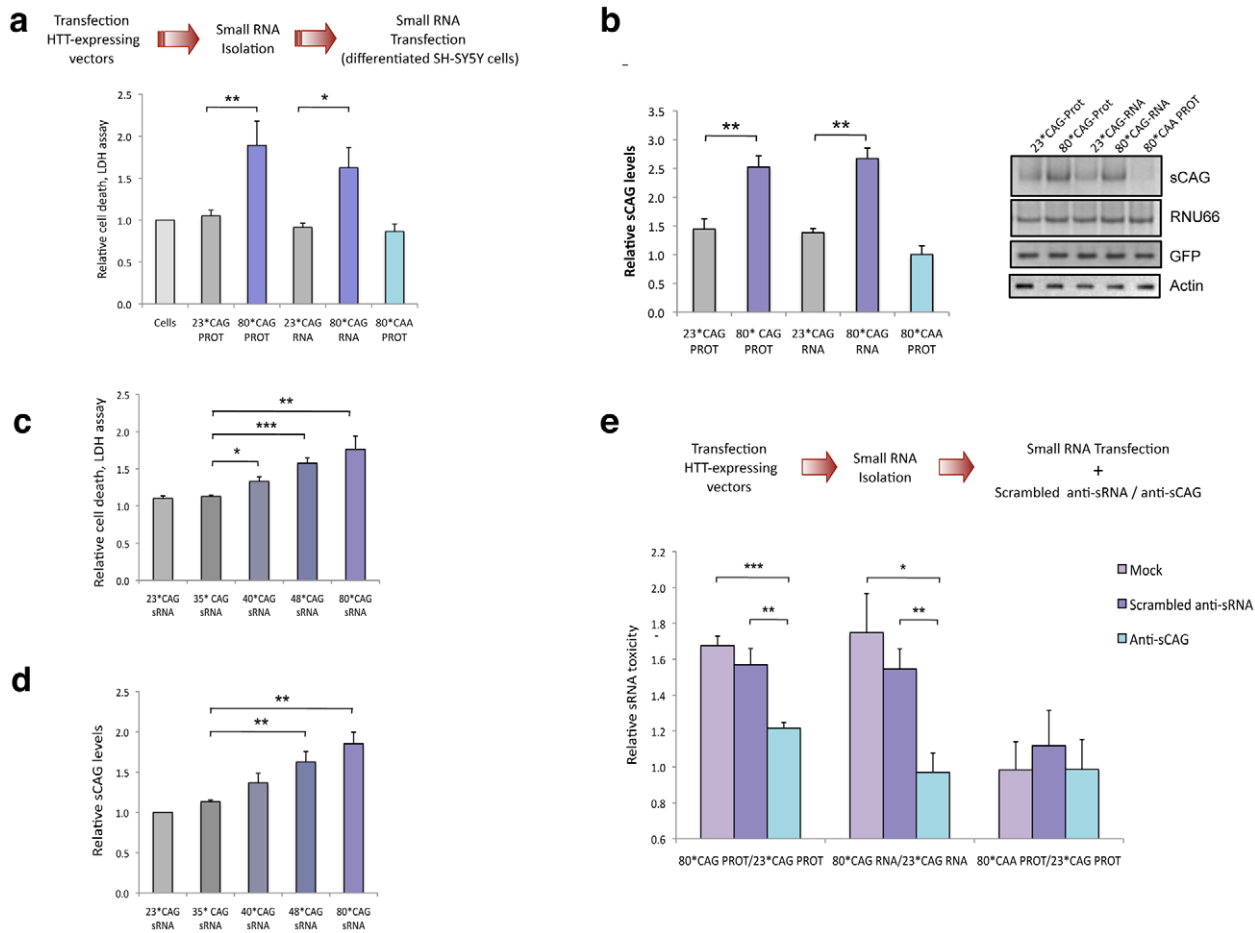 a
Transfection
HTT-expressing
vectors
Small RNA
Isolation
Small RNA
Transfection
(differentiated SH-SY5Y cells)
Relative cell death, LDH assay
2.5
2.0
1.5
1.0
0.5
0.0
**
*
Cells
23*CAG PROT
80*CAG PROT
23*CAG RNA
80*CAG RNA
80*CAA PROT
b
Relative sCAG levels
3.5
3.0
2.5
2.0
1.5
1.0
0.5
0.0
**
**
23*CAG PROT
80* CAG PROT
23*CAG RNA
80*CAG RNA
80*CAA PROT
23*CAG-Prot
80*CAG-Prot
23*CAG-RNA
80*CAG-RNA
80*CAA PROT
sCAG
RNU66
GFP
Actin
c
Relative cell death, LDH assay
2.5
2.0
1.5
1.0
0.5
0.0
**
***
*
23*CAG sRNA
35* CAG sRNA
40*CAG sRNA
48*CAG sRNA
80*CAG sRNA
d
Relative sCAG levels
2.5
2.0
1.5
1.0
0.5
0.0
**
**
23*CAG sRNA
35* CAG sRNA
40*CAG sRNA
48*CAG sRNA
80*CAG sRNA
e
Transfection
HTT-expressing
vectors
Small RNA
Isolation
Small RNA Transfection
+
Scrambled anti-sRNA / anti-sCAG
Relative sRNA toxicity
2.2
2.0
1.8
1.6
1.4
1.2
1.0
0.8
0.6
***
**
*
**
Mock
Scrambled anti-sRNA
Anti-sCAG
80*CAG PROT/23*CAG PROT
80*CAG RNA/23*CAG RNA
80*CAA PROT/23*CAG PROT